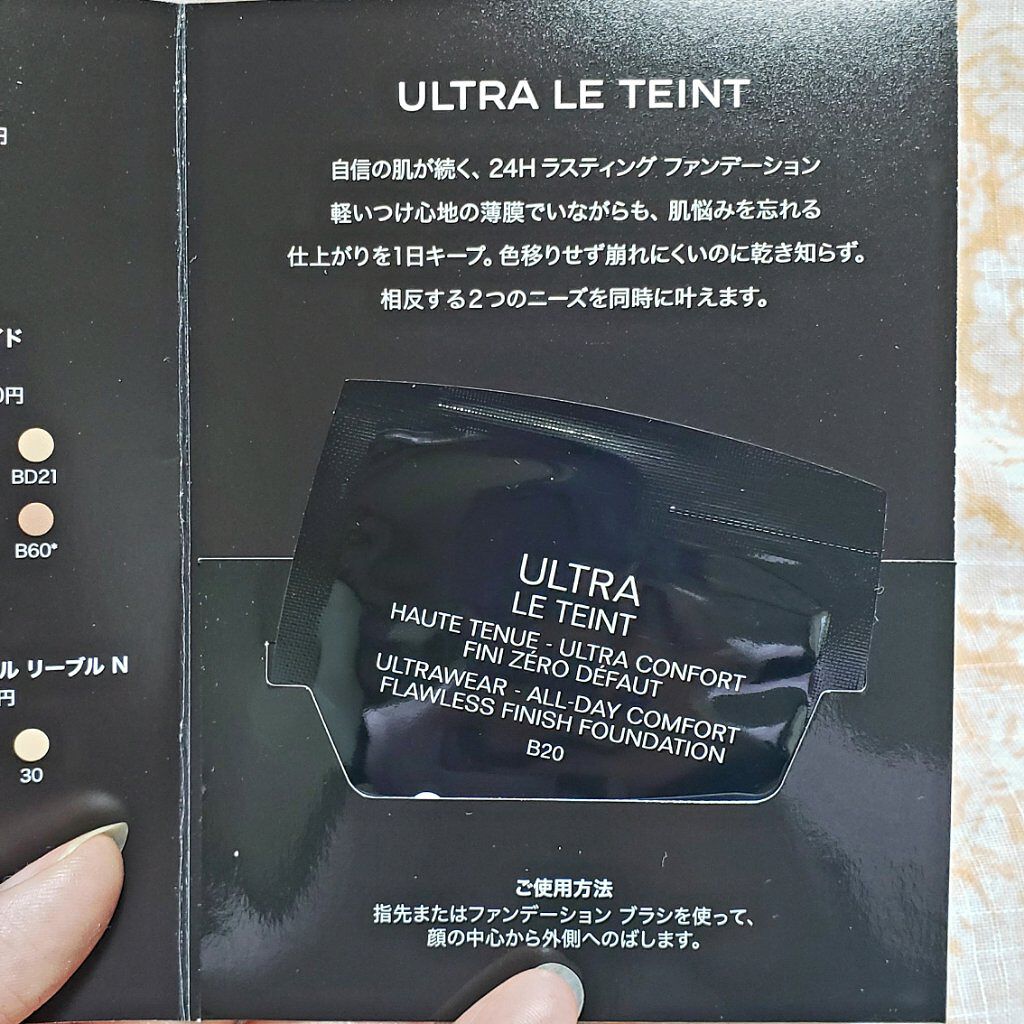 円
イド
0円
BD21
B60*
ル リーブル N
円
30
ULTRA LE TEINT
自信の肌が続く、24H ラスティング ファンデーション
軽いつけ心地の薄膜でいながらも、肌悩みを忘れる
仕上がりを1日キープ。色移りせず崩れにくいのに乾き知らず。
相反する2つのニーズを同時に叶えます。
ULTRA
LE TEINT
HAUTE TENUE - ULTRA CONFORT
FINI ZÉRO DÉFAUT
ULTRAWEAR - ALL-DAY COMFORT
FLAWLESS FINISH FOUNDATION
B20
ご使用方法
指先またはファンデーション ブラシを使って、
顔の中心から外側へのばします。